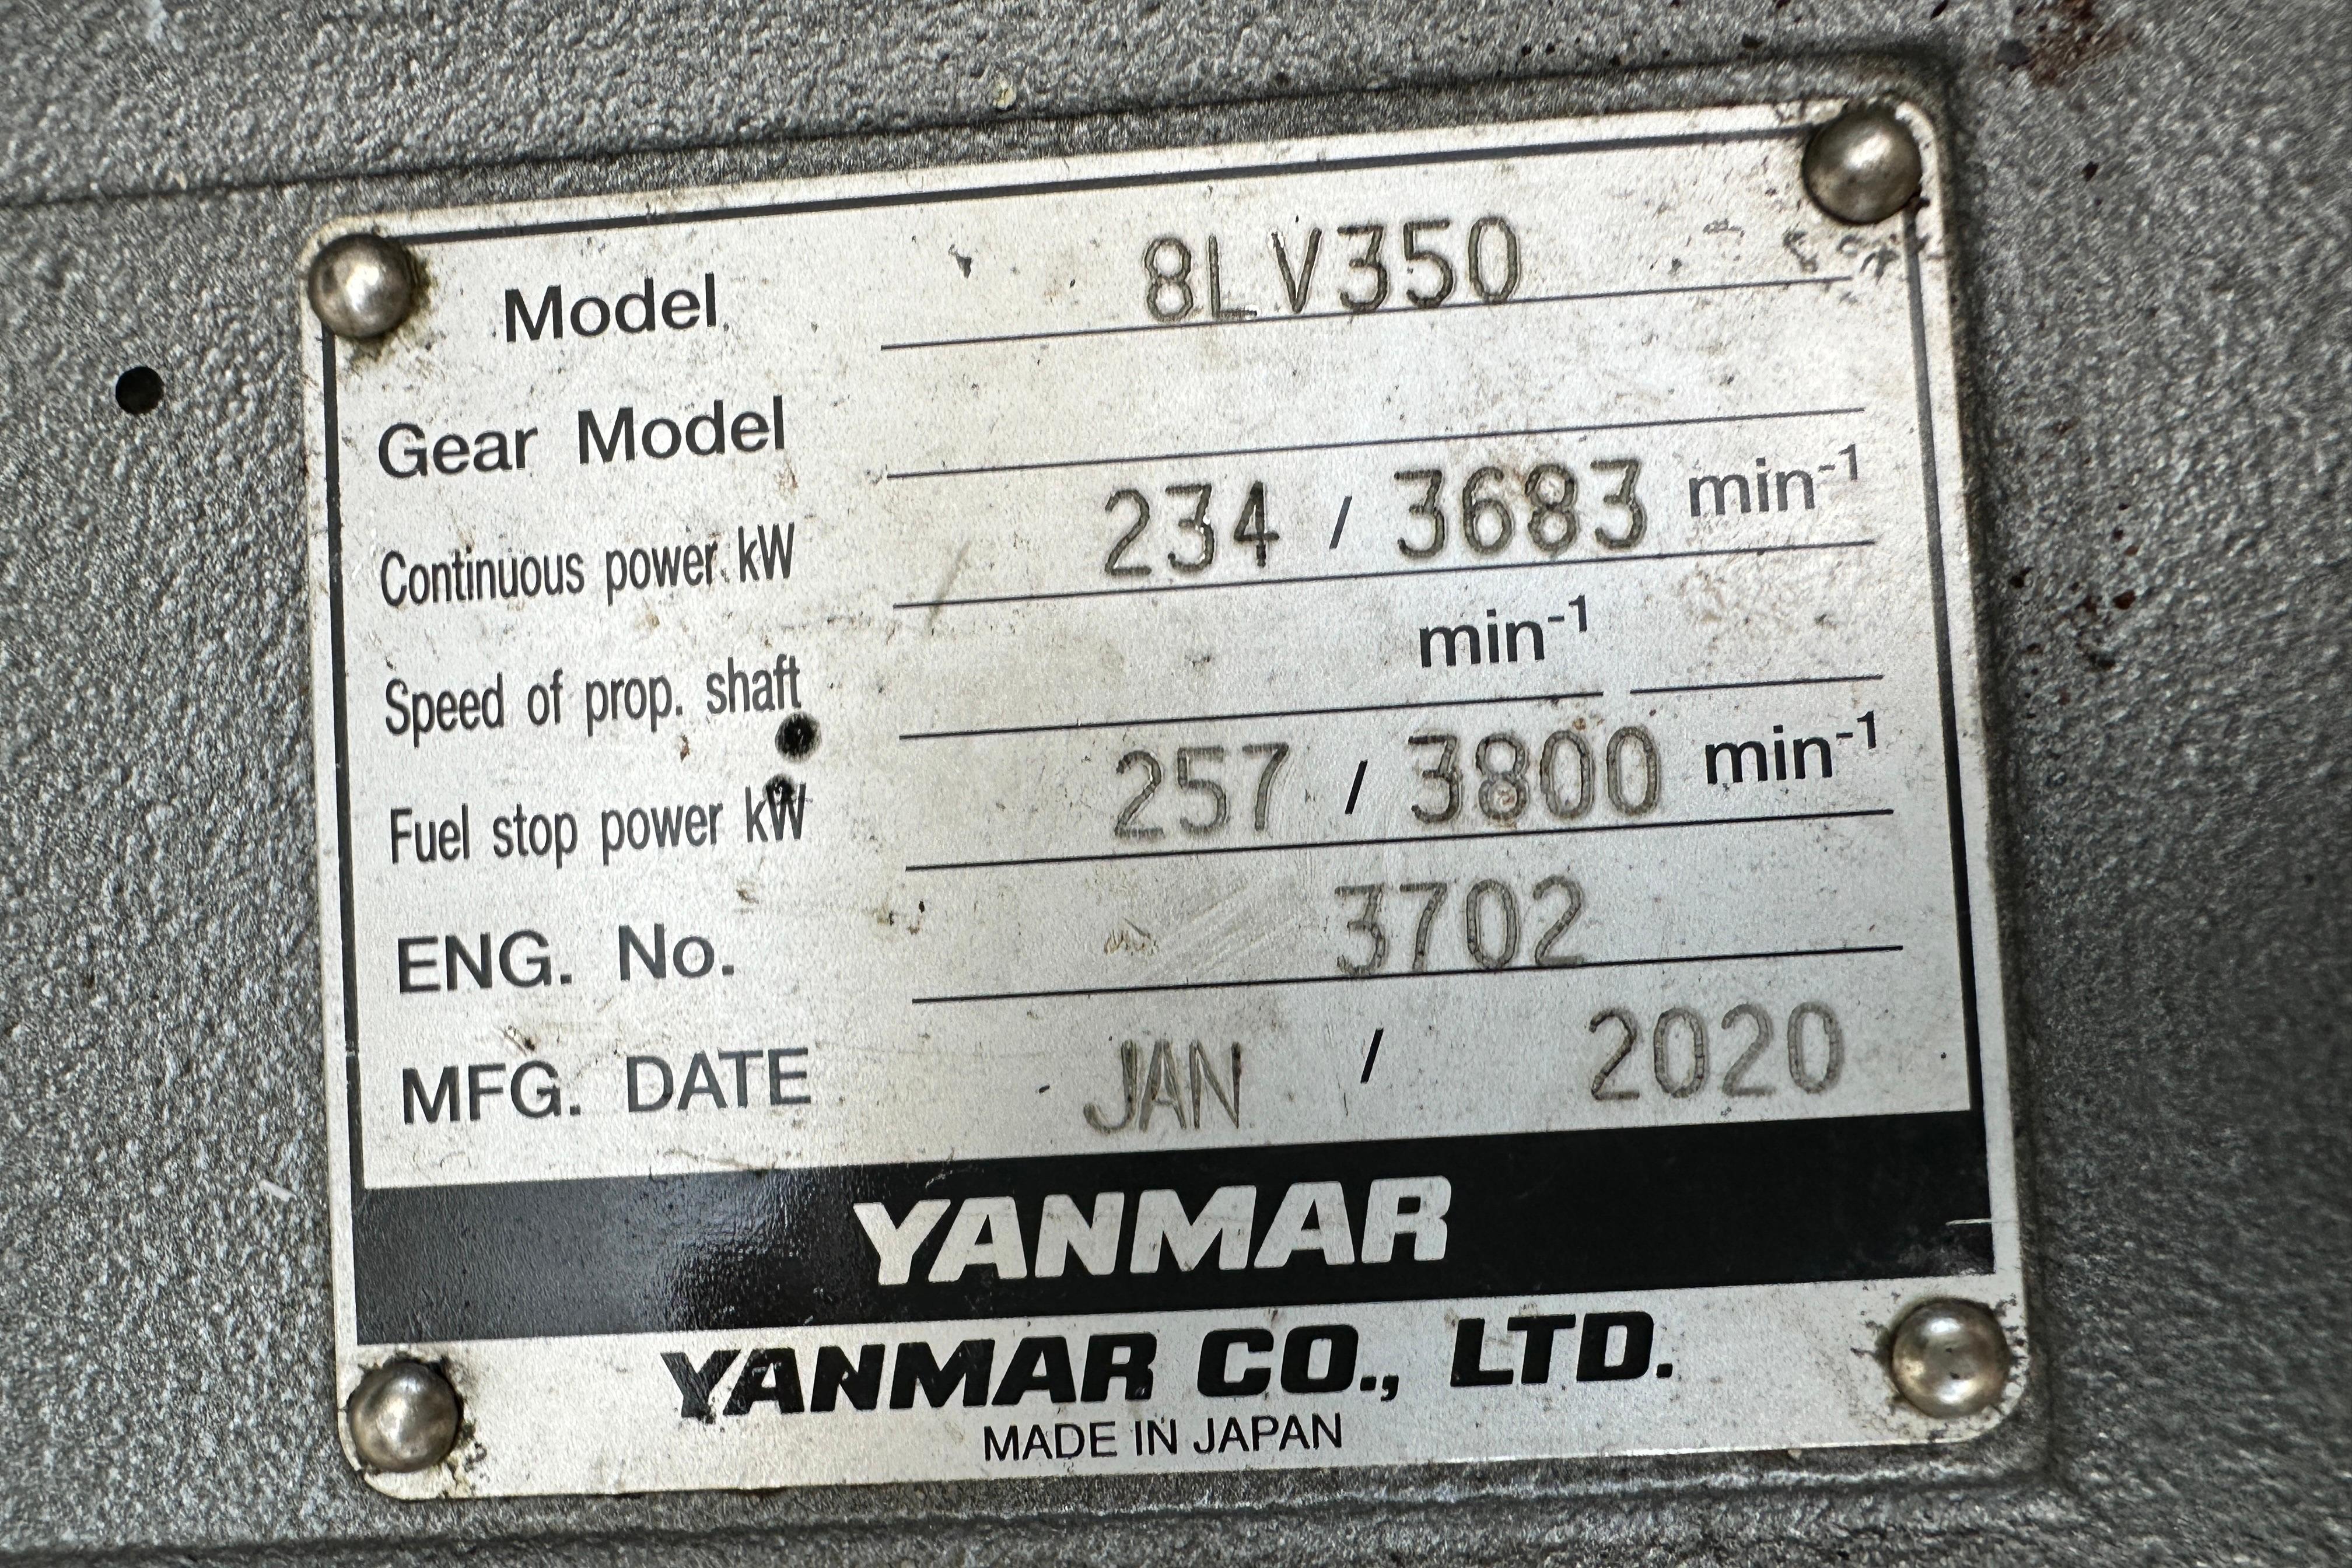 Model 8LV350
Gear Model
Continuous power kW 234 / 3683 min⁻¹
Speed of prop. shaft min⁻¹
Fuel stop power kW 257 / 3800 min⁻¹
ENG. No. 3702
MFG. DATE JAN / 2020
YANMAR
YANMAR CO., LTD.
MADE IN JAPAN